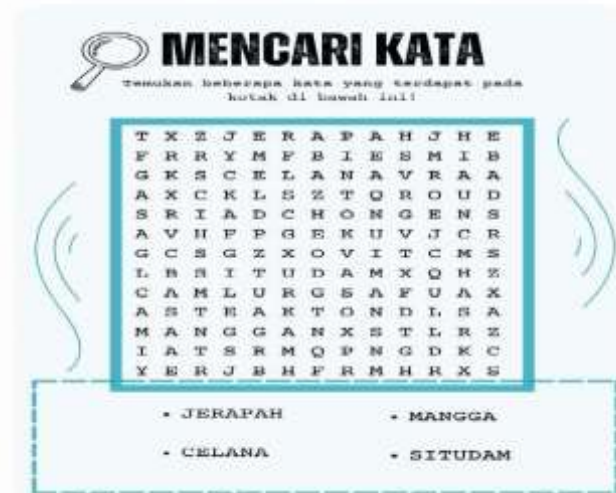 MENCARI KATA
Temukan beberapa kata yang terdapat pada
kotak di bawah ini!
T X Z J E R A P A H J H E
F R R Y M F B I E S M I B
G K S C E L A N A V R A A
A X C K L S Z T Q R O U D
S R I A D C H O N G E N S
A V H F P G E K U V J C R
G C S G Z X O V I T C M S
L B S I T U D A M X Q H Z
C A M L U R G S A F U A X
A S T E A K T O N D L S A
M A N G G A N X S T L R Z
I A T S R M Q P N G D K C
Y E R J B H F R M H R X S
• JERAPAH
• MANGGA
• CELANA
• SITUDAM